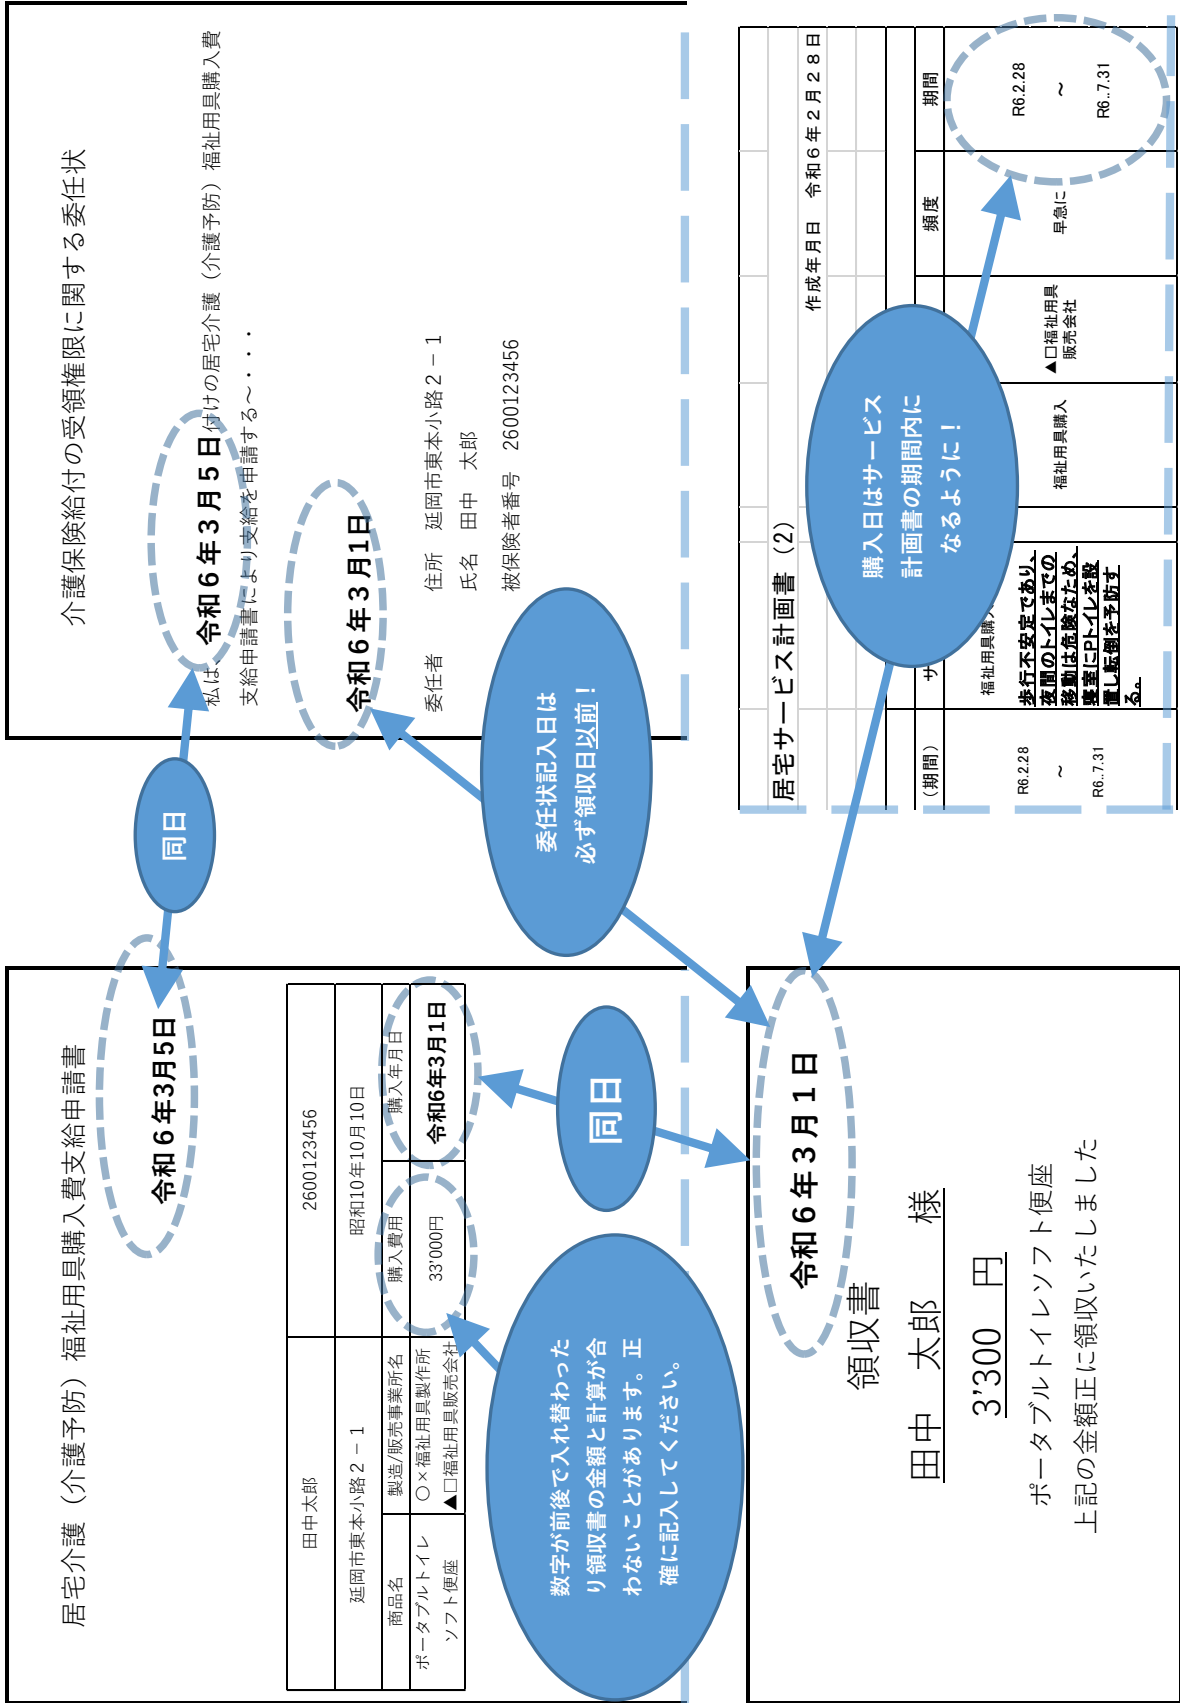 居宅介護（介護予防）福祉用具購入費支給申請書
令和６年3月5日
田中太郎 2600123456
延岡市東本小路２－１ 昭和10年10月10日
商品名 製造/販売事業所名 購入費用 購入年月日
ポータブルトイレ 〇×福祉用具製作所 33'000円 令和6年3月1日
ソフト便座 ▲□福祉用具販売会社
数字が前後で入れ替わった
り領収書の金額と計算が合
わないことがあります。正
確に記入してください。
同日
同日
介護保険給付の受領権限に関する委任状
私は、令和６年３月５日付けの居宅介護（介護予防）福祉用具購入費
支給申請書により支給を申請する～・・・
令和６年３月1日
委任者 住所 延岡市東本小路２－１
氏名 田中 太郎
被保険者番号 2600123456
委任状記入日は
必ず領収日以前！
領収書 令和６年３月１日
田中 太郎 様
3'300 円
ポータブルトイレソフト便座
上記の金額正に領収いたしました
居宅サービス計画書（2）
作成年月日 令和６年２月２８日
（期間） サ 頻度 期間
福祉用具購入
R6.2.28
～
R6..7.31
歩行不安定であり、
夜間のトイレまでの
移動は危険なため、
寝室にPトイレを設
置し転倒を予防す
る。
福祉用具購入
▲□福祉用具
販売会社
早急に
R6.2.28
～
R6..7.31
購入日はサービス
計画書の期間内に
なるように！